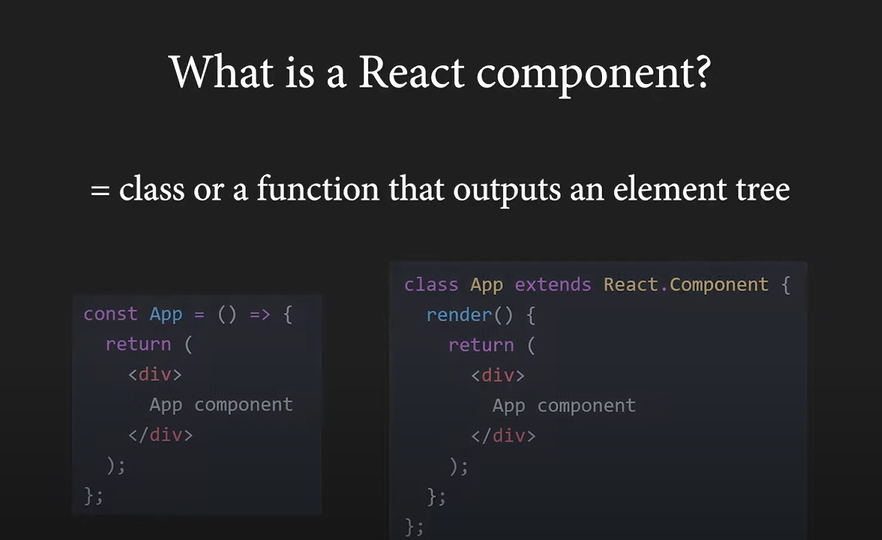 What is a React component?
= class or a function that outputs an element tree
const App = () => {
  return (
    <div>
      App component
    </div>
  );
};
class App extends React.Component {
  render() {
    return (
      <div>
        App component
      </div>
    );
  };
};